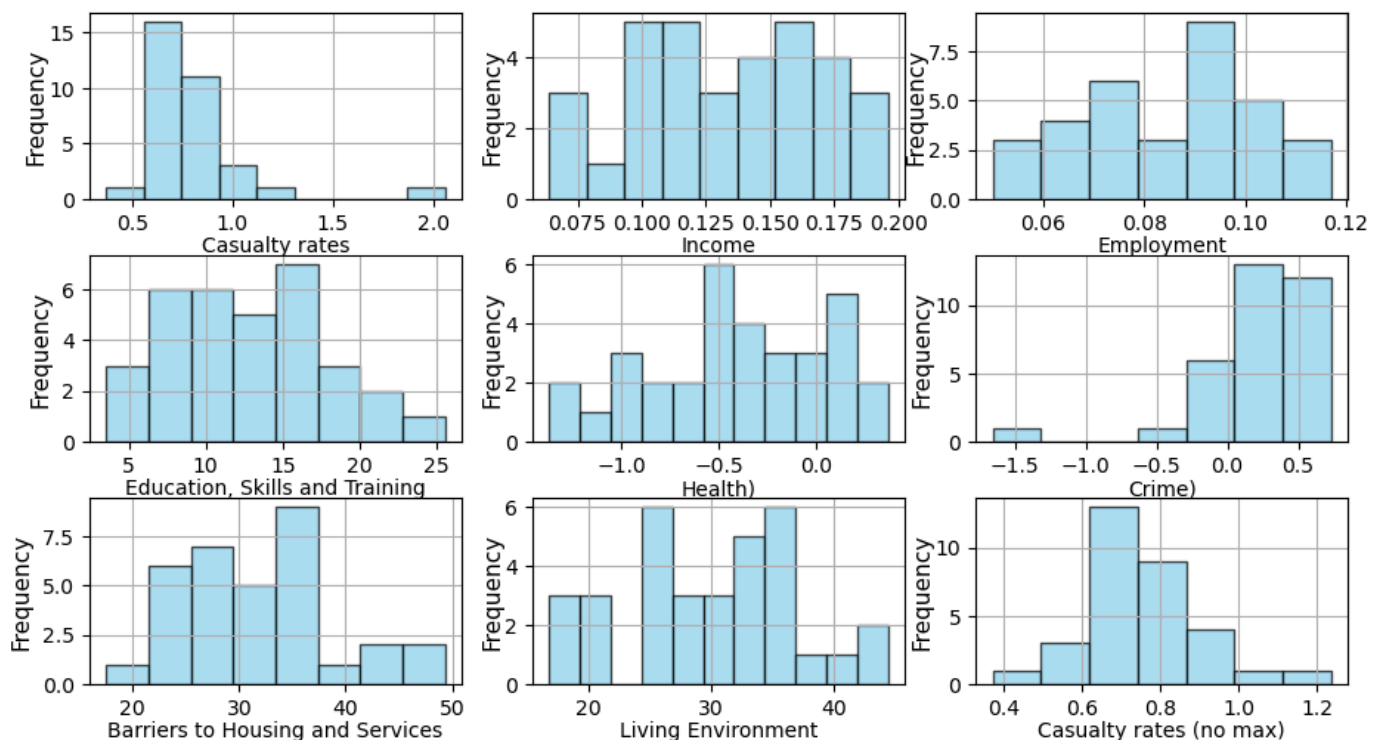 Frequency
15
10
5
0
0.5 1.0 1.5 2.0
Casualty rates
Frequency
4
2
0
0.075 0.100 0.125 0.150 0.175 0.200
Income
Frequency
7.5
5.0
2.5
0.0
0.06 0.08 0.10 0.12
Employment
Frequency
6
4
2
0
5 10 15 20 25
Education, Skills and Training
Frequency
6
4
2
0
−1.0 −0.5 0.0
Health)
Frequency
10
5
0
−1.5 −1.0 −0.5 0.0 0.5
Crime)
Frequency
7.5
5.0
2.5
0.0
20 30 40 50
Barriers to Housing and Services
Frequency
6
4
2
0
20 30 40
Living Environment
Frequency
10
5
0
0.4 0.6 0.8 1.0 1.2
Casualty rates (no max)